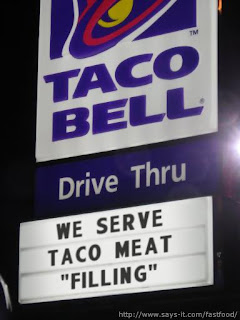 TACO
BELL
Drive Thru
WE SERVE
TACO MEAT
"FILLING"
http://www.says-it.com/fastfood/